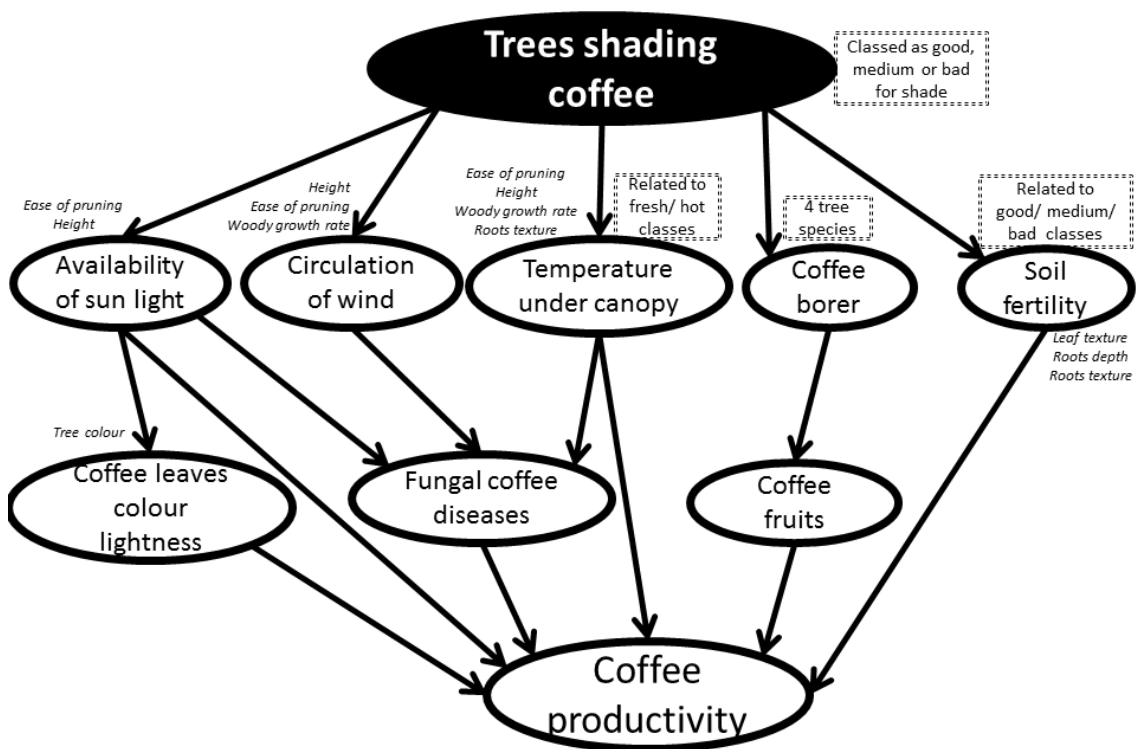 Trees shading
coffee
Classed as good,
medium or bad
for shade
Ease of pruning
Height
Height
Ease of pruning
Woody growth rate
Ease of pruning
Height
Woody growth rate
Roots texture
Related to
fresh/ hot
classes
4 tree
species
Related to
good/ medium/
bad classes
Availability
of sun light
Circulation
of wind
Temperature
under canopy
Coffee
borer
Soil
fertility
Leaf texture
Roots depth
Roots texture
Tree colour
Coffee leaves
colour
lightness
Fungal coffee
diseases
Coffee
fruits
Coffee
productivity